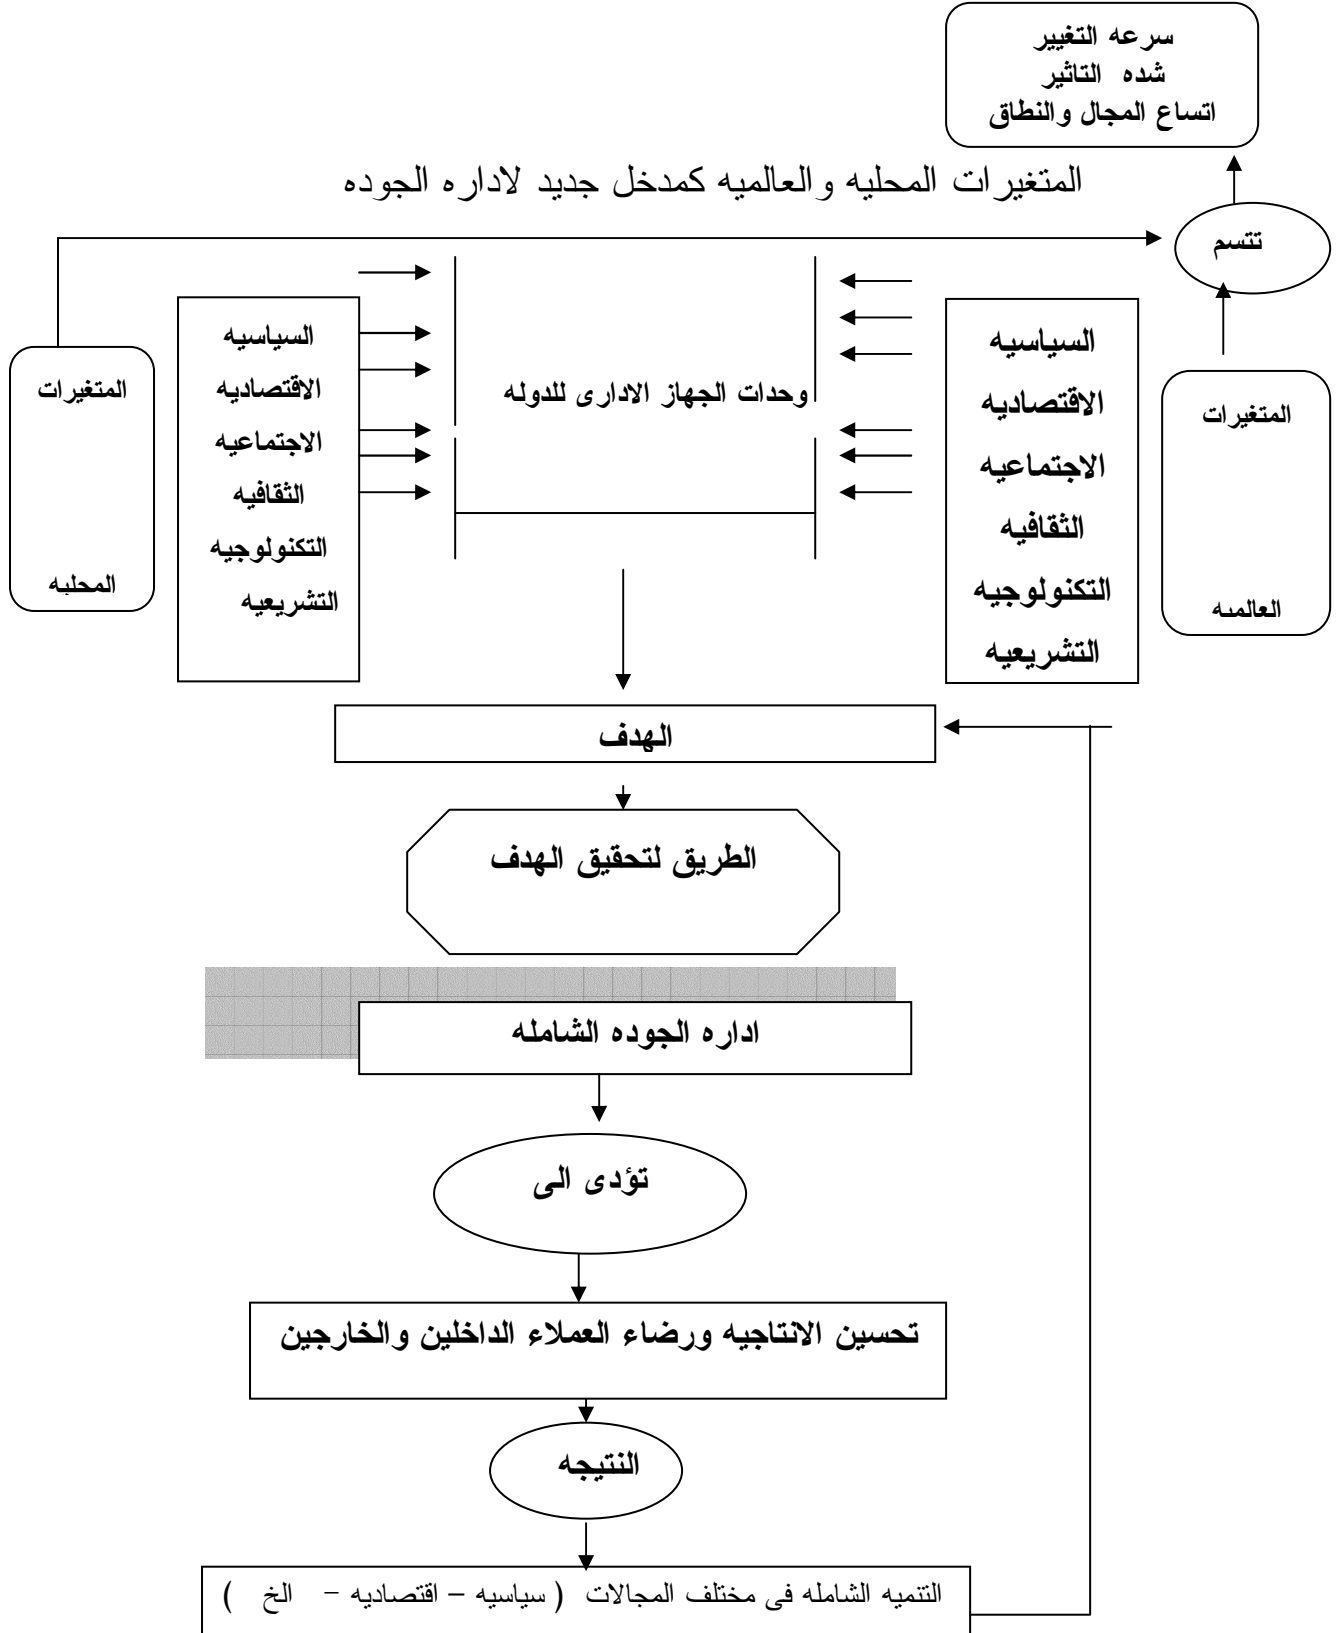 سرعه التغيير
شده التاثير
اتساع المجال والنطاق
المتغيرات المحليه والعالميه كمدخل جديد لاداره الجوده
تتسم
المتغيرات
العالميه
السياسيه
الاقتصاديه
الاجتماعيه
الثقافيه
التكنولوجيه
التشريعيه
وحدات الجهاز الادارى للدوله
السياسيه
الاقتصاديه
الاجتماعيه
الثقافيه
التكنولوجيه
التشريعيه
المتغيرات
المحليه
الهدف
الطريق لتحقيق الهدف
اداره الجوده الشامله
تؤدى الى
تحسين الانتاجيه ورضاء العملاء الداخلين والخارجين
النتيجه
التنميه الشامله فى مختلف المجالات ( سياسيه – اقتصاديه - الخ )